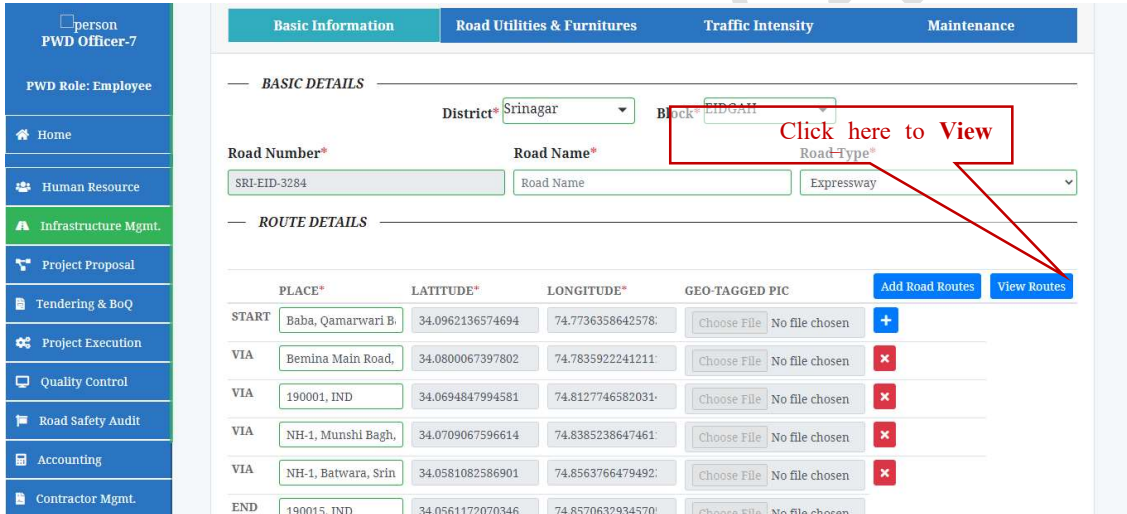 person
PWD Officer-7
PWD Role: Employee
Home
Human Resource
Infrastructure Mgmt.
Project Proposal
Tendering & BoQ
Project Execution
Quality Control
Road Safety Audit
Accounting
Contractor Mgmt.
Basic Information Road Utilities & Furnitures Traffic Intensity Maintenance
BASIC DETAILS
District* Srinagar Block* EIDGAH
Click here to View
Road Number* Road Name* Road Type*
SRI-EID-3284 Road Name Expressway
ROUTE DETAILS
PLACE* LATITUDE* LONGITUDE* GEO-TAGGED PIC Add Road Routes View Routes
START Baba, Qamarwari B 34.0962136574694 74.7736358642578 Choose File No file chosen +
VIA Bemina Main Road, 34.0800067397802 74.7835922241211 Choose File No file chosen ×
VIA 190001, IND 34.0694847994581 74.8127746582031 Choose File No file chosen ×
VIA NH-1, Munshi Bagh, 34.0709067596614 74.8385238647461 Choose File No file chosen ×
VIA NH-1, Batwara, Srin 34.0581082586901 74.8563766479492 Choose File No file chosen ×
END 190015, IND 34.0561172070346 74.8570632934570 Choose File No file chosen